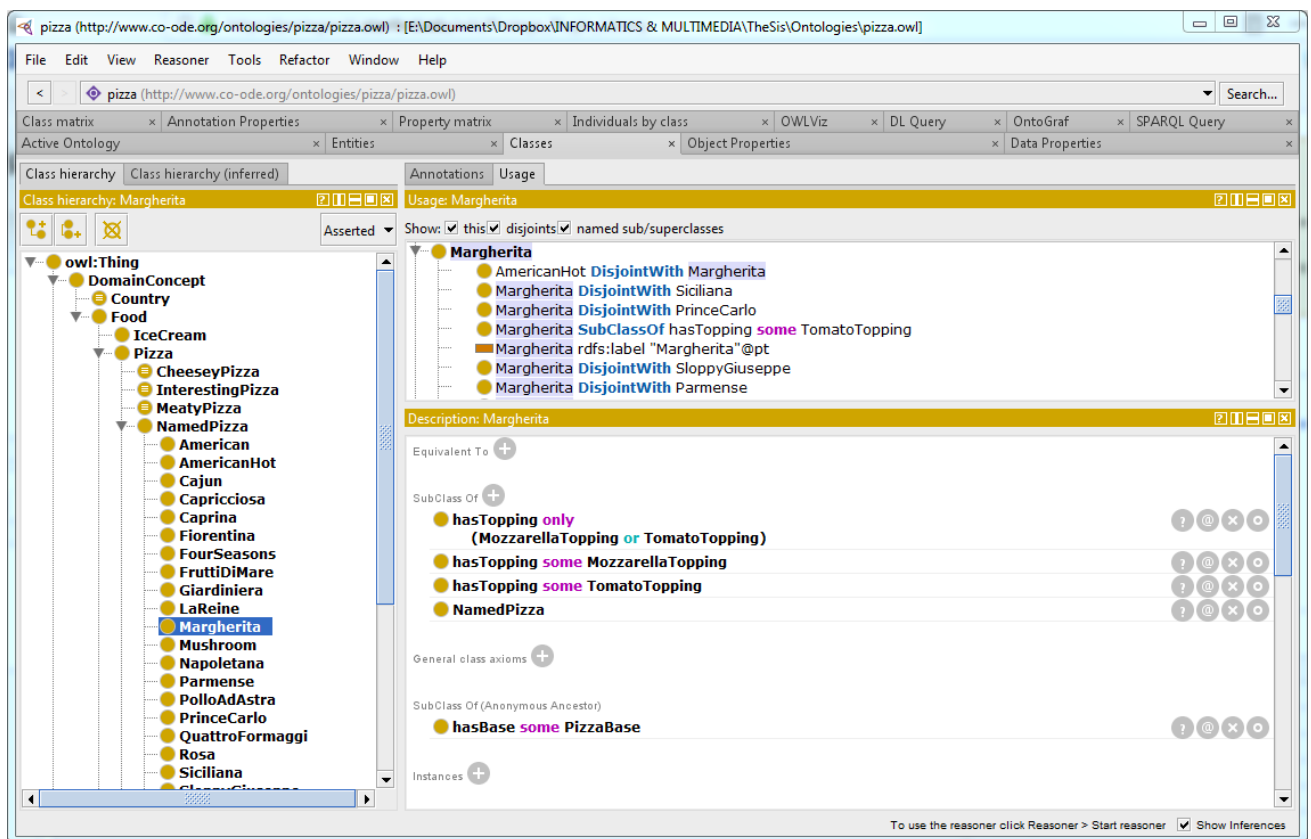 pizza (http://www.co-ode.org/ontologies/pizza/pizza.owl) : [E:\Documents\Dropbox\INFORMATICS & MULTIMEDIA\TheSis\Ontologies\pizza.owl]
File Edit View Reasoner Tools Refactor Window Help
< > pizza (http://www.co-ode.org/ontologies/pizza/pizza.owl) Search...
Class matrix × Annotation Properties × Property matrix × Individuals by class × OWLViz × DL Query × OntoGraf × SPARQL Query ×
Active Ontology × Entities × Classes × Object Properties × Data Properties ×
Class hierarchy Class hierarchy (inferred)
Class hierarchy: Margherita
Asserted
owl:Thing
DomainConcept
Country
Food
IceCream
Pizza
CheeseyPizza
InterestingPizza
MeatyPizza
NamedPizza
American
AmericanHot
Cajun
Capricciosa
Caprina
Fiorentina
FourSeasons
FruttiDiMare
Giardiniera
LaReine
Margherita
Mushroom
Napoletana
Parmense
PolloAdAstra
PrinceCarlo
QuattroFormaggi
Rosa
Siciliana
Annotations Usage
Usage: Margherita
Show: this disjoints named sub/superclasses
Margherita
AmericanHot DisjointWith Margherita
Margherita DisjointWith Siciliana
Margherita DisjointWith PrinceCarlo
Margherita SubClassOf hasTopping some TomatoTopping
Margherita rdfs:label "Margherita"@pt
Margherita DisjointWith SloppyGiuseppe
Margherita DisjointWith Parmense
Description: Margherita
Equivalent To
SubClass Of
hasTopping only
(MozzarellaTopping or TomatoTopping)
hasTopping some MozzarellaTopping
hasTopping some TomatoTopping
NamedPizza
General class axioms
SubClass Of (Anonymous Ancestor)
hasBase some PizzaBase
Instances
To use the reasoner click Reasoner > Start reasoner Show Inferences